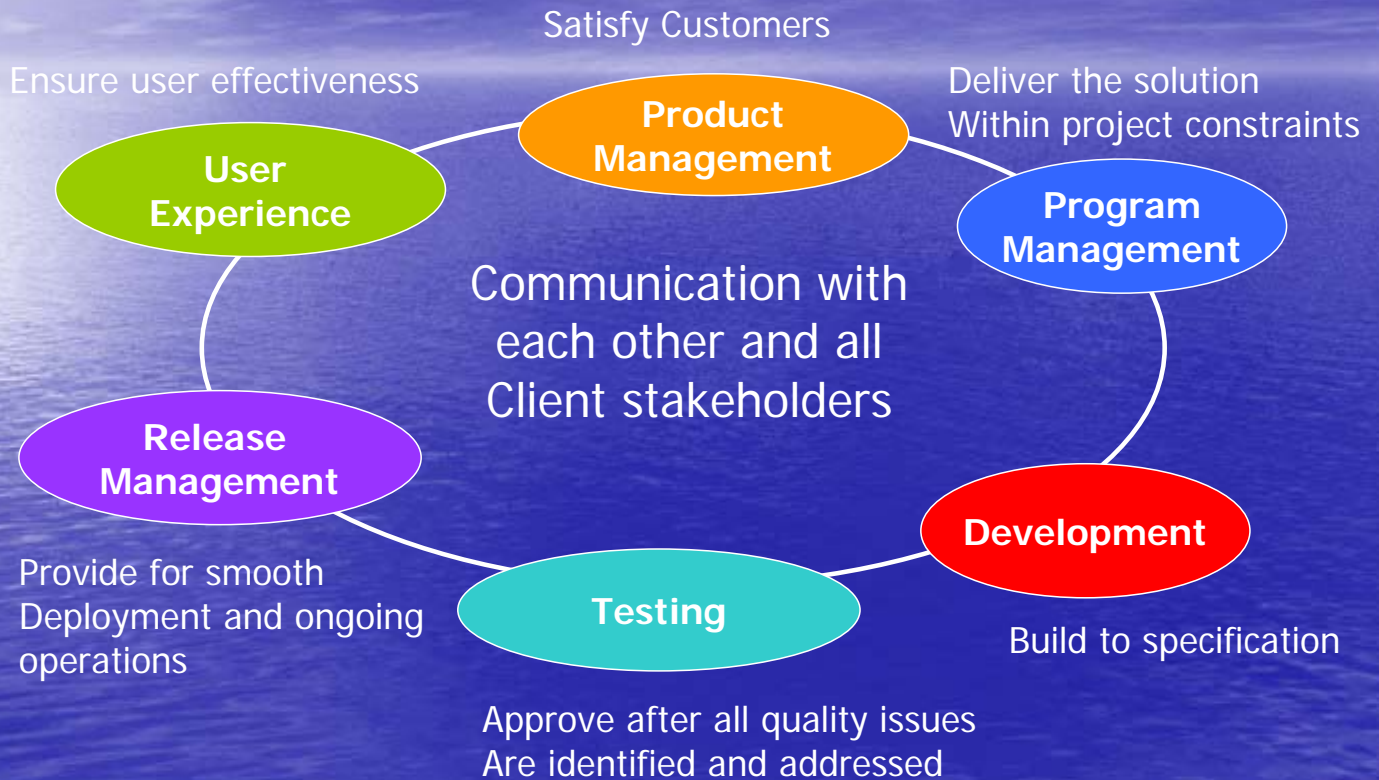 Satisfy Customers
Ensure user effectiveness
Deliver the solution
Within project constraints
Product
Management
User
Experience
Program
Management
Communication with
each other and all
Client stakeholders
Release
Management
Development
Provide for smooth
Deployment and ongoing
operations
Testing
Build to specification
Approve after all quality issues
Are identified and addressed